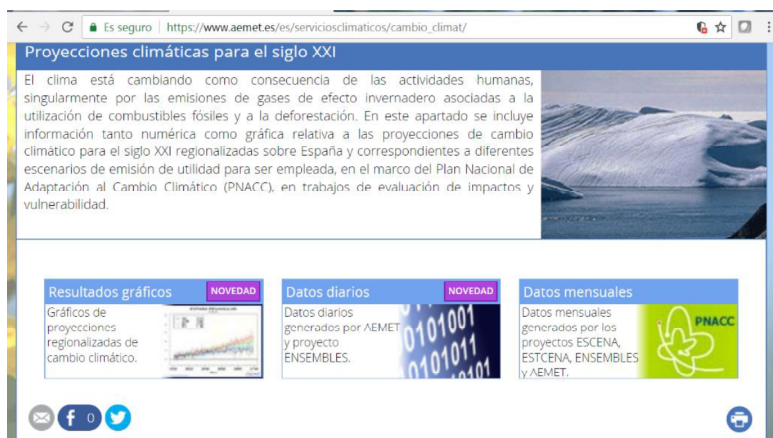 Es seguro | https://www.aemet.es/es/serviciosclimaticos/cambio_climat/
Proyecciones climáticas para el siglo XXI
El clima está cambiando como consecuencia de las actividades humanas,
singularmente por las emisiones de gases de efecto invernadero asociadas a la
utilización de combustibles fósiles y a la deforestación. En este apartado se incluye
información tanto numérica como gráfica relativa a las proyecciones de cambio
climático para el siglo XXI regionalizadas sobre España y correspondientes a diferentes
escenarios de emisión de utilidad para ser empleada, en el marco del Plan Nacional de
Adaptación al Cambio Climático (PNACC), en trabajos de evaluación de impactos y
vulnerabilidad.
Resultados gráficos NOVEDAD
Gráficos de
proyecciones
regionalizadas de
cambio climático.
Datos diarios NOVEDAD
Datos diarios
generados por AEMET
y proyecto
ENSEMBLES.
0101001
0101011
0101101
Datos mensuales
Datos mensuales
generados por los
proyectos ESCENA,
ESTCENA, ENSEMBLES
y AEMET.
PNACC
f 0